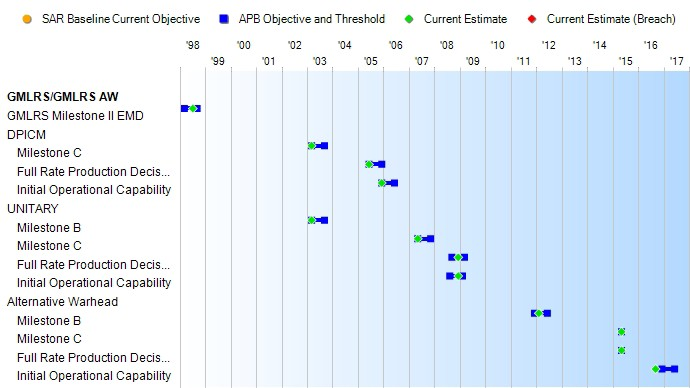 SAR Baseline Current Objective APB Objective and Threshold Current Estimate Current Estimate (Breach)
'98 '00 '02 '04 '06 '08 '10 '12 '14 '16
'99 '01 '03 '05 '07 '09 '11 '13 '15 '17
GMLRS/GMLRS AW
GMLRS Milestone II EMD
DPICM
Milestone C
Full Rate Production Decis...
Initial Operational Capability
UNITARY
Milestone B
Milestone C
Full Rate Production Decis...
Initial Operational Capability
Alternative Warhead
Milestone B
Milestone C
Full Rate Production Decis...
Initial Operational Capability